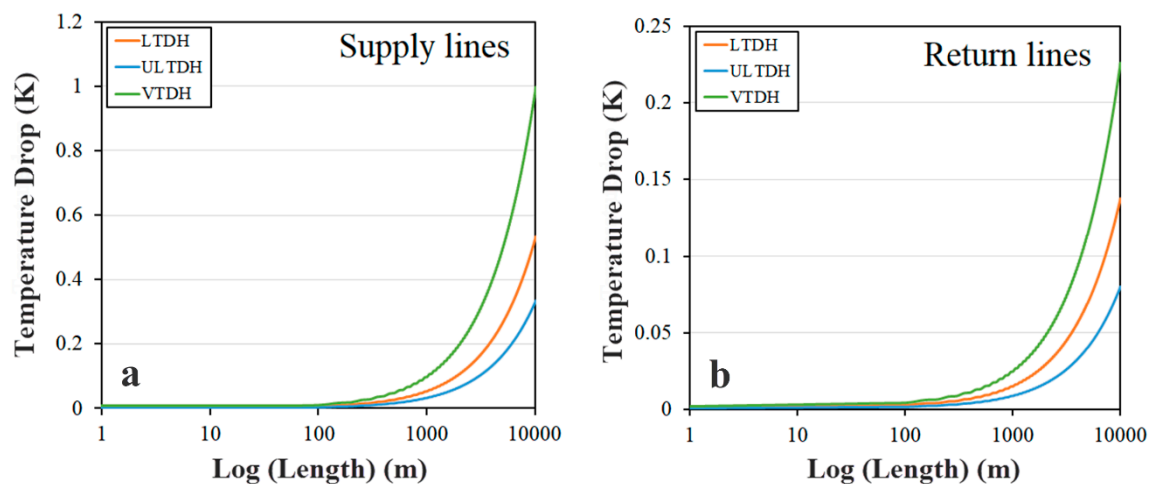 Supply lines
LTDH
ULTDH
VTDH
Temperature Drop (K)
1.2
1
0.8
0.6
0.4
0.2
0
a
1 10 100 1000 10000
Log (Length) (m)
Return lines
LTDH
ULTDH
VTDH
Temperature Drop (K)
0.25
0.2
0.15
0.1
0.05
0
b
1 10 100 1000 10000
Log (Length) (m)